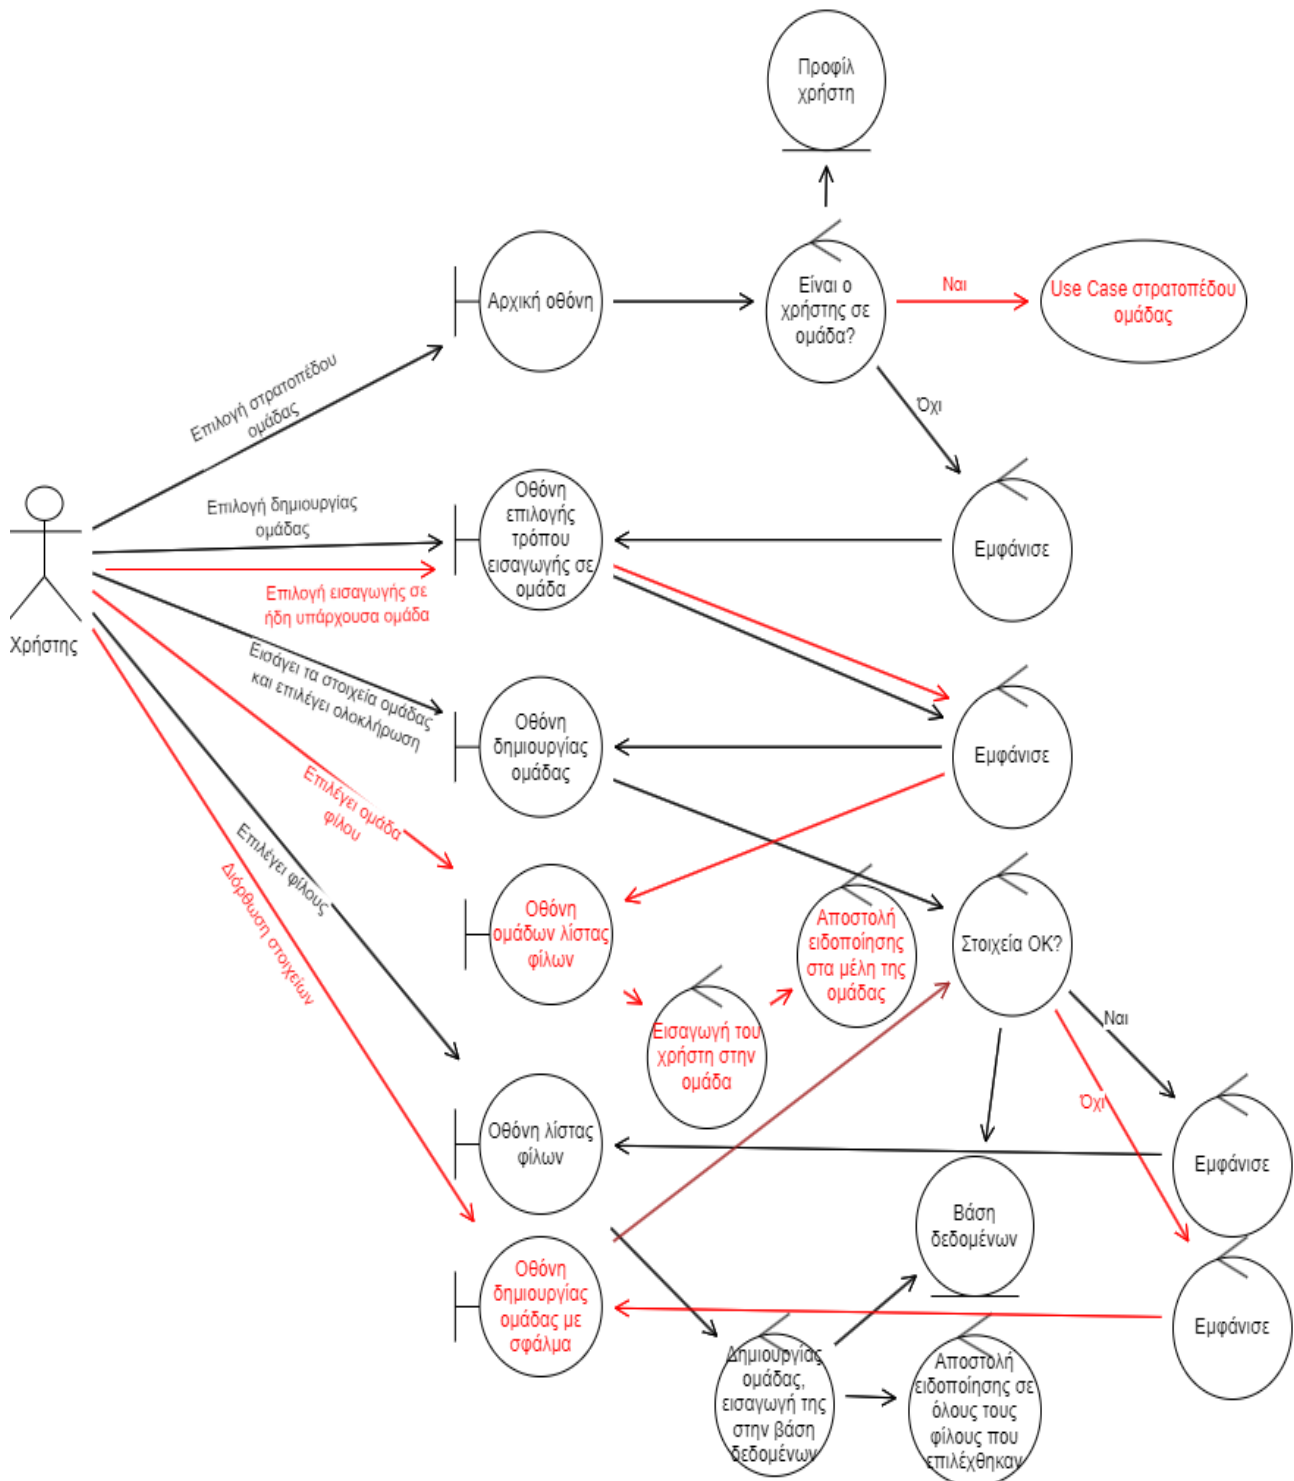 Προφίλ
χρήστη
Αρχική οθόνη
Είναι ο
χρήστης σε
ομάδα?
Ναι
Use Case στρατοπέδου
ομάδας
Επιλογή στρατοπέδου
ομάδας
Όχι
Επιλογή δημιουργίας
ομάδας
Οθόνη
επιλογής
τρόπου
εισαγωγής σε
ομάδα
Εμφάνισε
Επιλογή εισαγωγής σε
ήδη υπάρχουσα ομάδα
Χρήστης
Εισάγει τα στοιχεία ομάδας
και επιλέγει ολοκλήρωση
Οθόνη
δημιουργίας
ομάδας
Εμφάνισε
Επιλέγει ομάδα
φίλου
Επιλέγει φίλους
Διόρθωση στοιχείων
Οθόνη
ομάδων λίστας
φίλων
Αποστολή
ειδοποίησης
στα μέλη της
ομάδας
Στοιχεία ΟΚ?
Εισαγωγή του
χρήστη στην
ομάδα
Ναι
Όχι
Οθόνη λίστας
φίλων
Εμφάνισε
Βάση
δεδομένων
Οθόνη
δημιουργίας
ομάδας με
σφάλμα
Εμφάνισε
Δημιουργίας
ομάδας,
εισαγωγή της
στην βάση
δεδομένων
Αποστολή
ειδοποίησης σε
όλους τους
φίλους που
επιλέχθηκαν